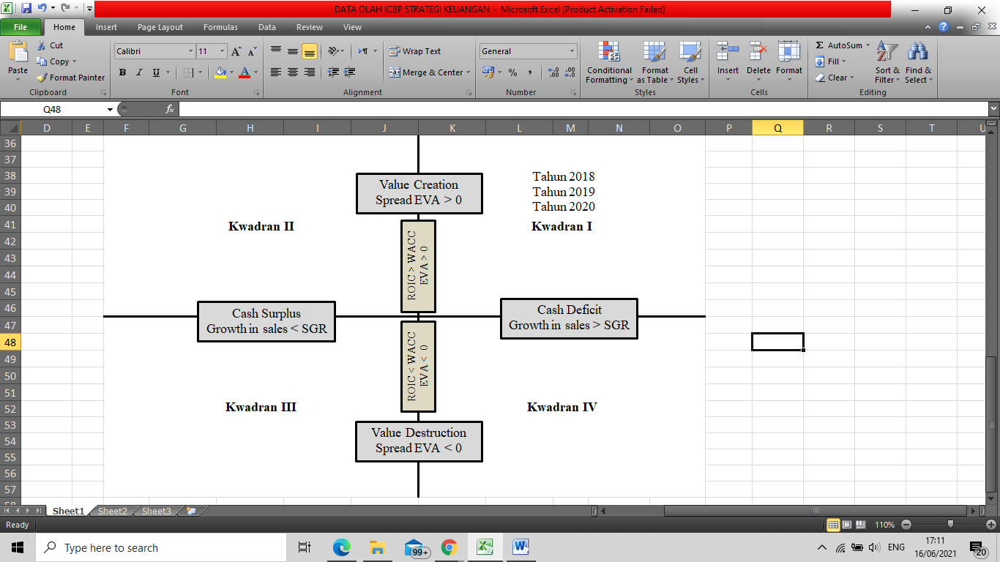 DATA OLAH ICBP STRATEGI KEUANGAN - Microsoft Excel (Product Activation Failed)
File Home Insert Page Layout Formulas Data Review View
Paste
Cut
Copy
Format Painter
Clipboard
Calibri 11
B I U
Font
Wrap Text
Merge & Center
Alignment
General
Number
Conditional Formatting
Format as Table
Cell Styles
Styles
Insert Delete Format
Cells
AutoSum
Fill
Clear
Sort & Filter
Find & Select
Editing
Q48 fx
D E F G H I J K L M N O P Q R S T U
36
37
38
39
40
41
42
43
44
45
46
47
48
49
50
51
52
53
54
55
56
57
58
Value Creation
Spread EVA > 0
Tahun 2018
Tahun 2019
Tahun 2020
Kwadran II
Kwadran I
ROIC > WACC
EVA > 0
Cash Surplus
Growth in sales < SGR
Cash Deficit
Growth in sales > SGR
ROIC < WACC
EVA < 0
Kwadran III
Kwadran IV
Value Destruction
Spread EVA < 0
Sheet1 Sheet2 Sheet3
Ready
110%
Type here to search
99+
ENG
17:11
16/06/2021
20